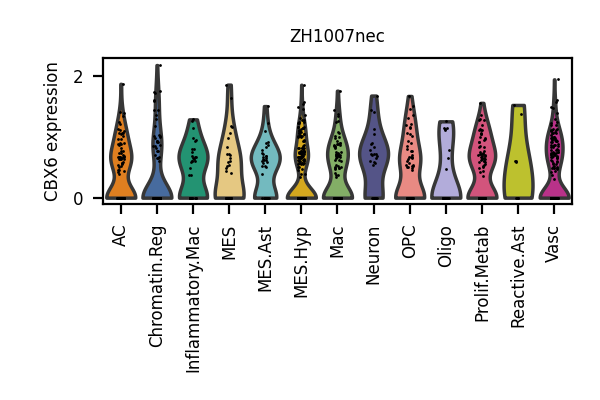 ZH1007nec
CBX6 expression
2
0
AC
Chromatin.Reg
Inflammatory.Mac
MES
MES.Ast
MES.Hyp
Mac
Neuron
OPC
Oligo
Prolif.Metab
Reactive.Ast
Vasc